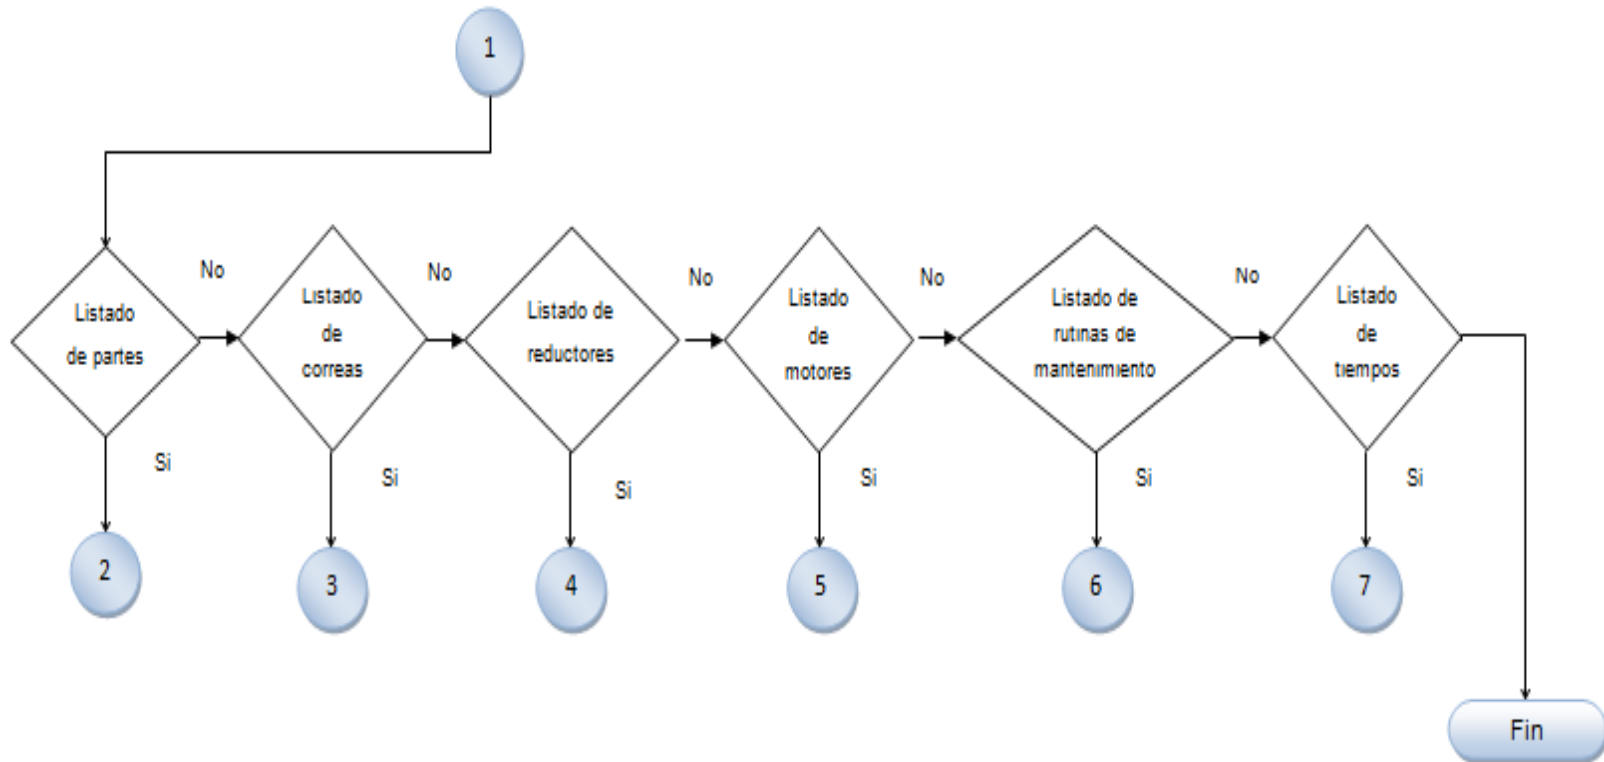 1
No
No
No
No
No
Listado
de partes
Listado
de
correas
Listado de
reductores
Listado
de
motores
Listado de
rutinas de
mantenimiento
Listado
de
tiempos
Si
Si
Si
Si
Si
Si
2
3
4
5
6
7
Fin